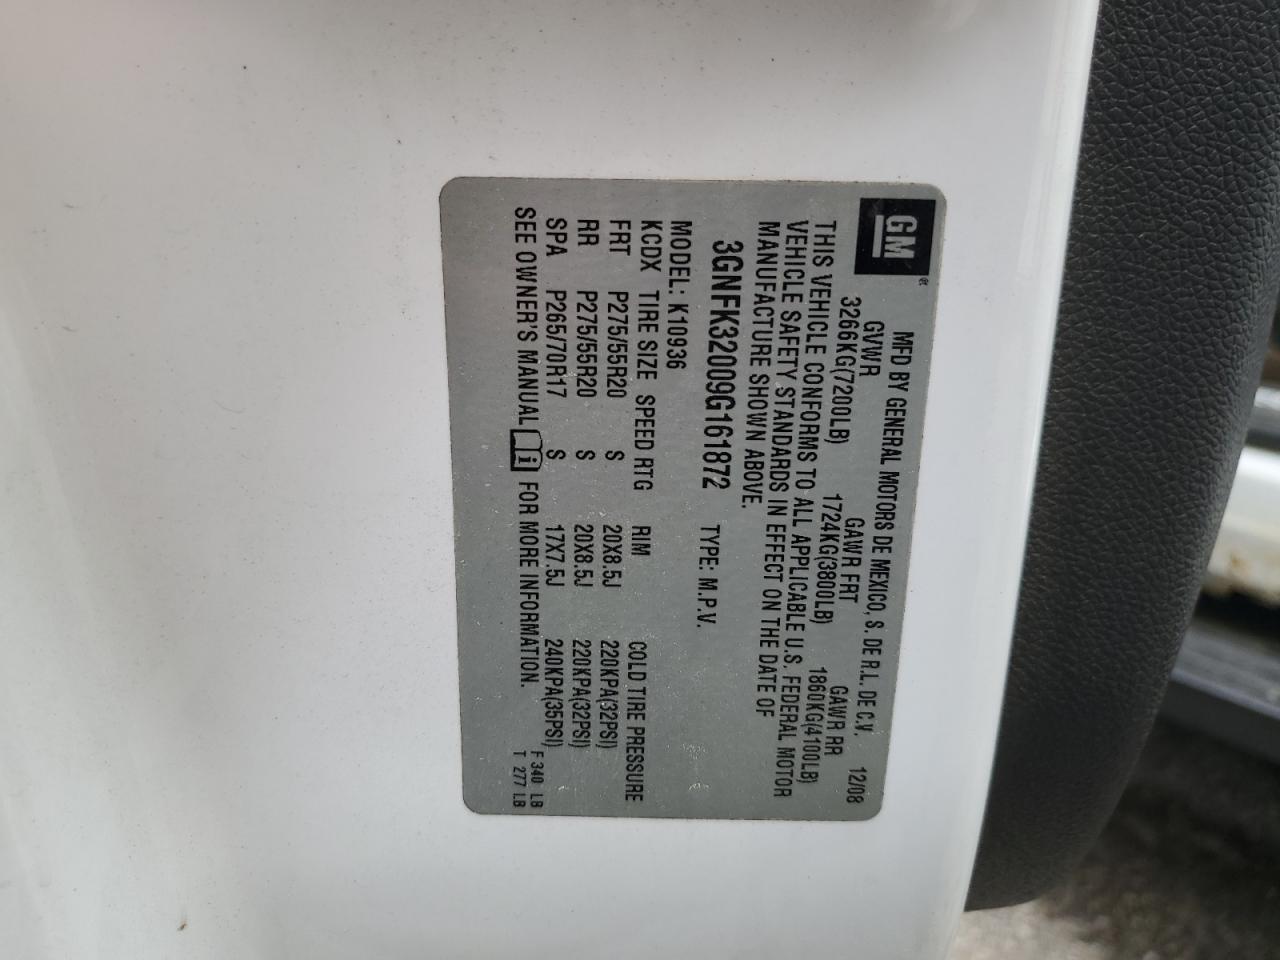 GM ®
MFD BY GENERAL MOTORS DE MEXICO, S. DE R.L. DE C.V. 12/08
GVWR GAWR FRT GAWR RR
3266KG(7200LB) 1724KG(3800LB) 1860KG(4100LB)
THIS VEHICLE CONFORMS TO ALL APPLICABLE U.S. FEDERAL MOTOR
VEHICLE SAFETY STANDARDS IN EFFECT ON THE DATE OF
MANUFACTURE SHOWN ABOVE.
3GNFK32009G161872 TYPE: M.P.V.
MODEL: K10936
KCDX TIRE SIZE SPEED RTG RIM COLD TIRE PRESSURE
FRT P275/55R20 S 20X8.5J 220KPA(32PSI)
RR P275/55R20 S 20X8.5J 220KPA(32PSI)
SPA P265/70R17 S 17X7.5J 240KPA(35PSI)
SEE OWNER'S MANUAL i FOR MORE INFORMATION.
F 340 LB
T 277 LB